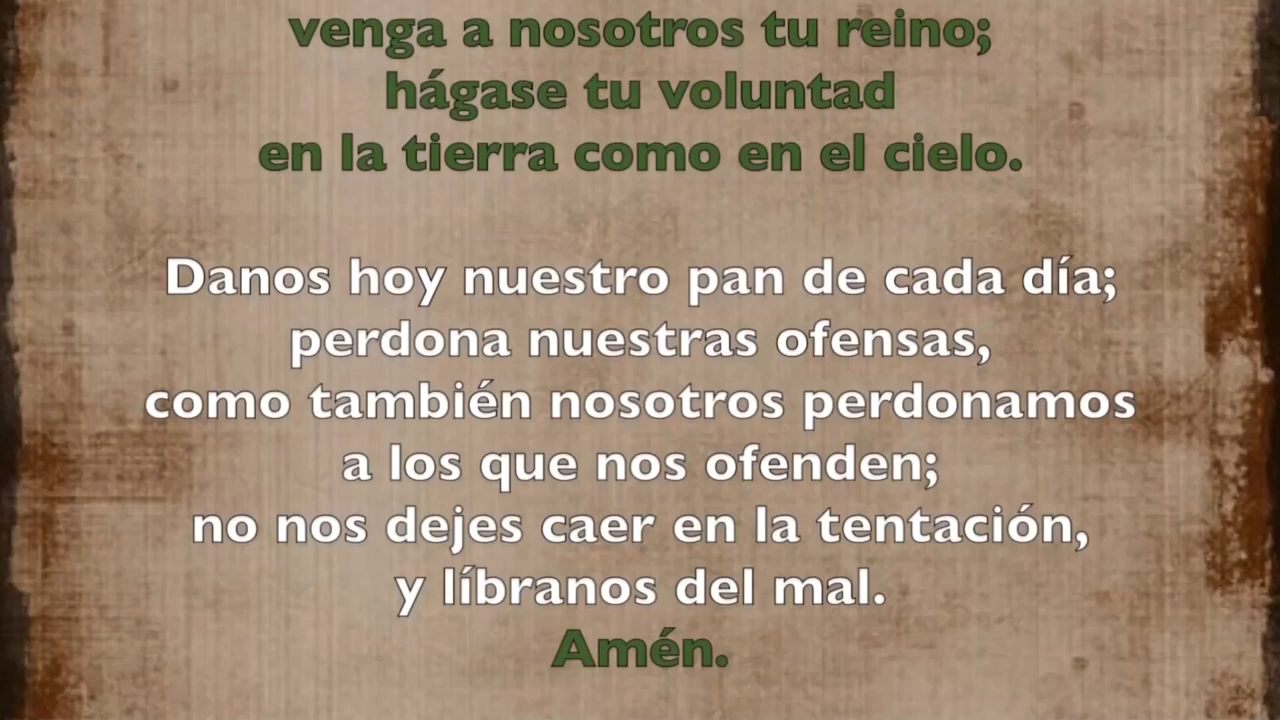 venga a nosotros tu reino;
hágase tu voluntad
en la tierra como en el cielo.
Danos hoy nuestro pan de cada día;
perdona nuestras ofensas,
como también nosotros perdonamos
a los que nos ofenden;
no nos dejes caer en la tentación,
y líbranos del mal.
Amén.